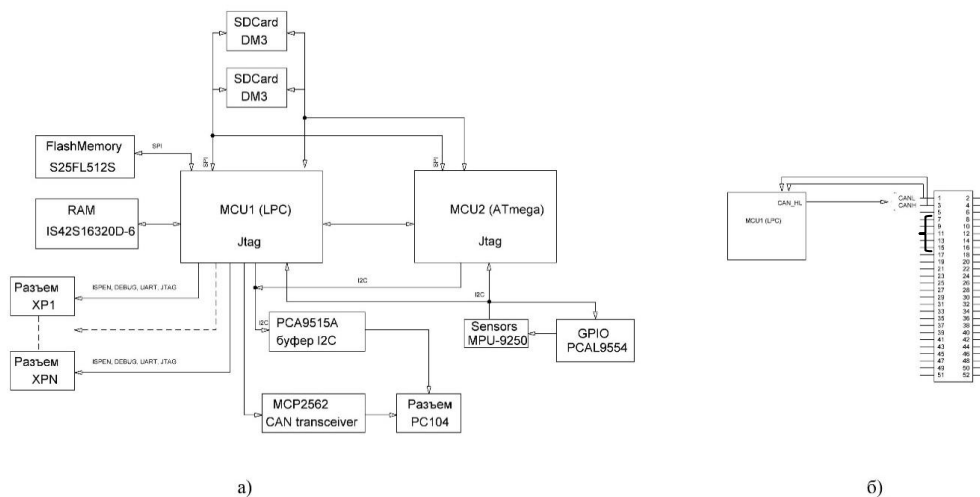 SDCard
DM3
SDCard
DM3
FlashMemory
S25FL512S
SPI
SPI
SPI
RAM
IS42S16320D-6
MCU1 (LPC)
Jtag
MCU2 (ATmega)
Jtag
Разъем
XP1
ISPEN, DEBUG, UART, JTAG
Разъем
XPN
ISPEN, DEBUG, UART, JTAG
I2C
I2C
I2C
PCA9515A
буфер I2C
Sensors
MPU-9250
GPIO
PCAL9554
MCP2562
CAN transceiver
Разъем
PC104
а)
MCU1 (LPC)
CAN_HL
CANL
CANH
1 2
3 4
5 6
7 8
9 10
11 12
13 14
15 16
17 18
19 20
21 22
23 24
25 26
27 28
29 30
31 32
33 34
35 36
37 38
39 40
41 42
43 44
45 46
47 48
49 50
51 52
б)